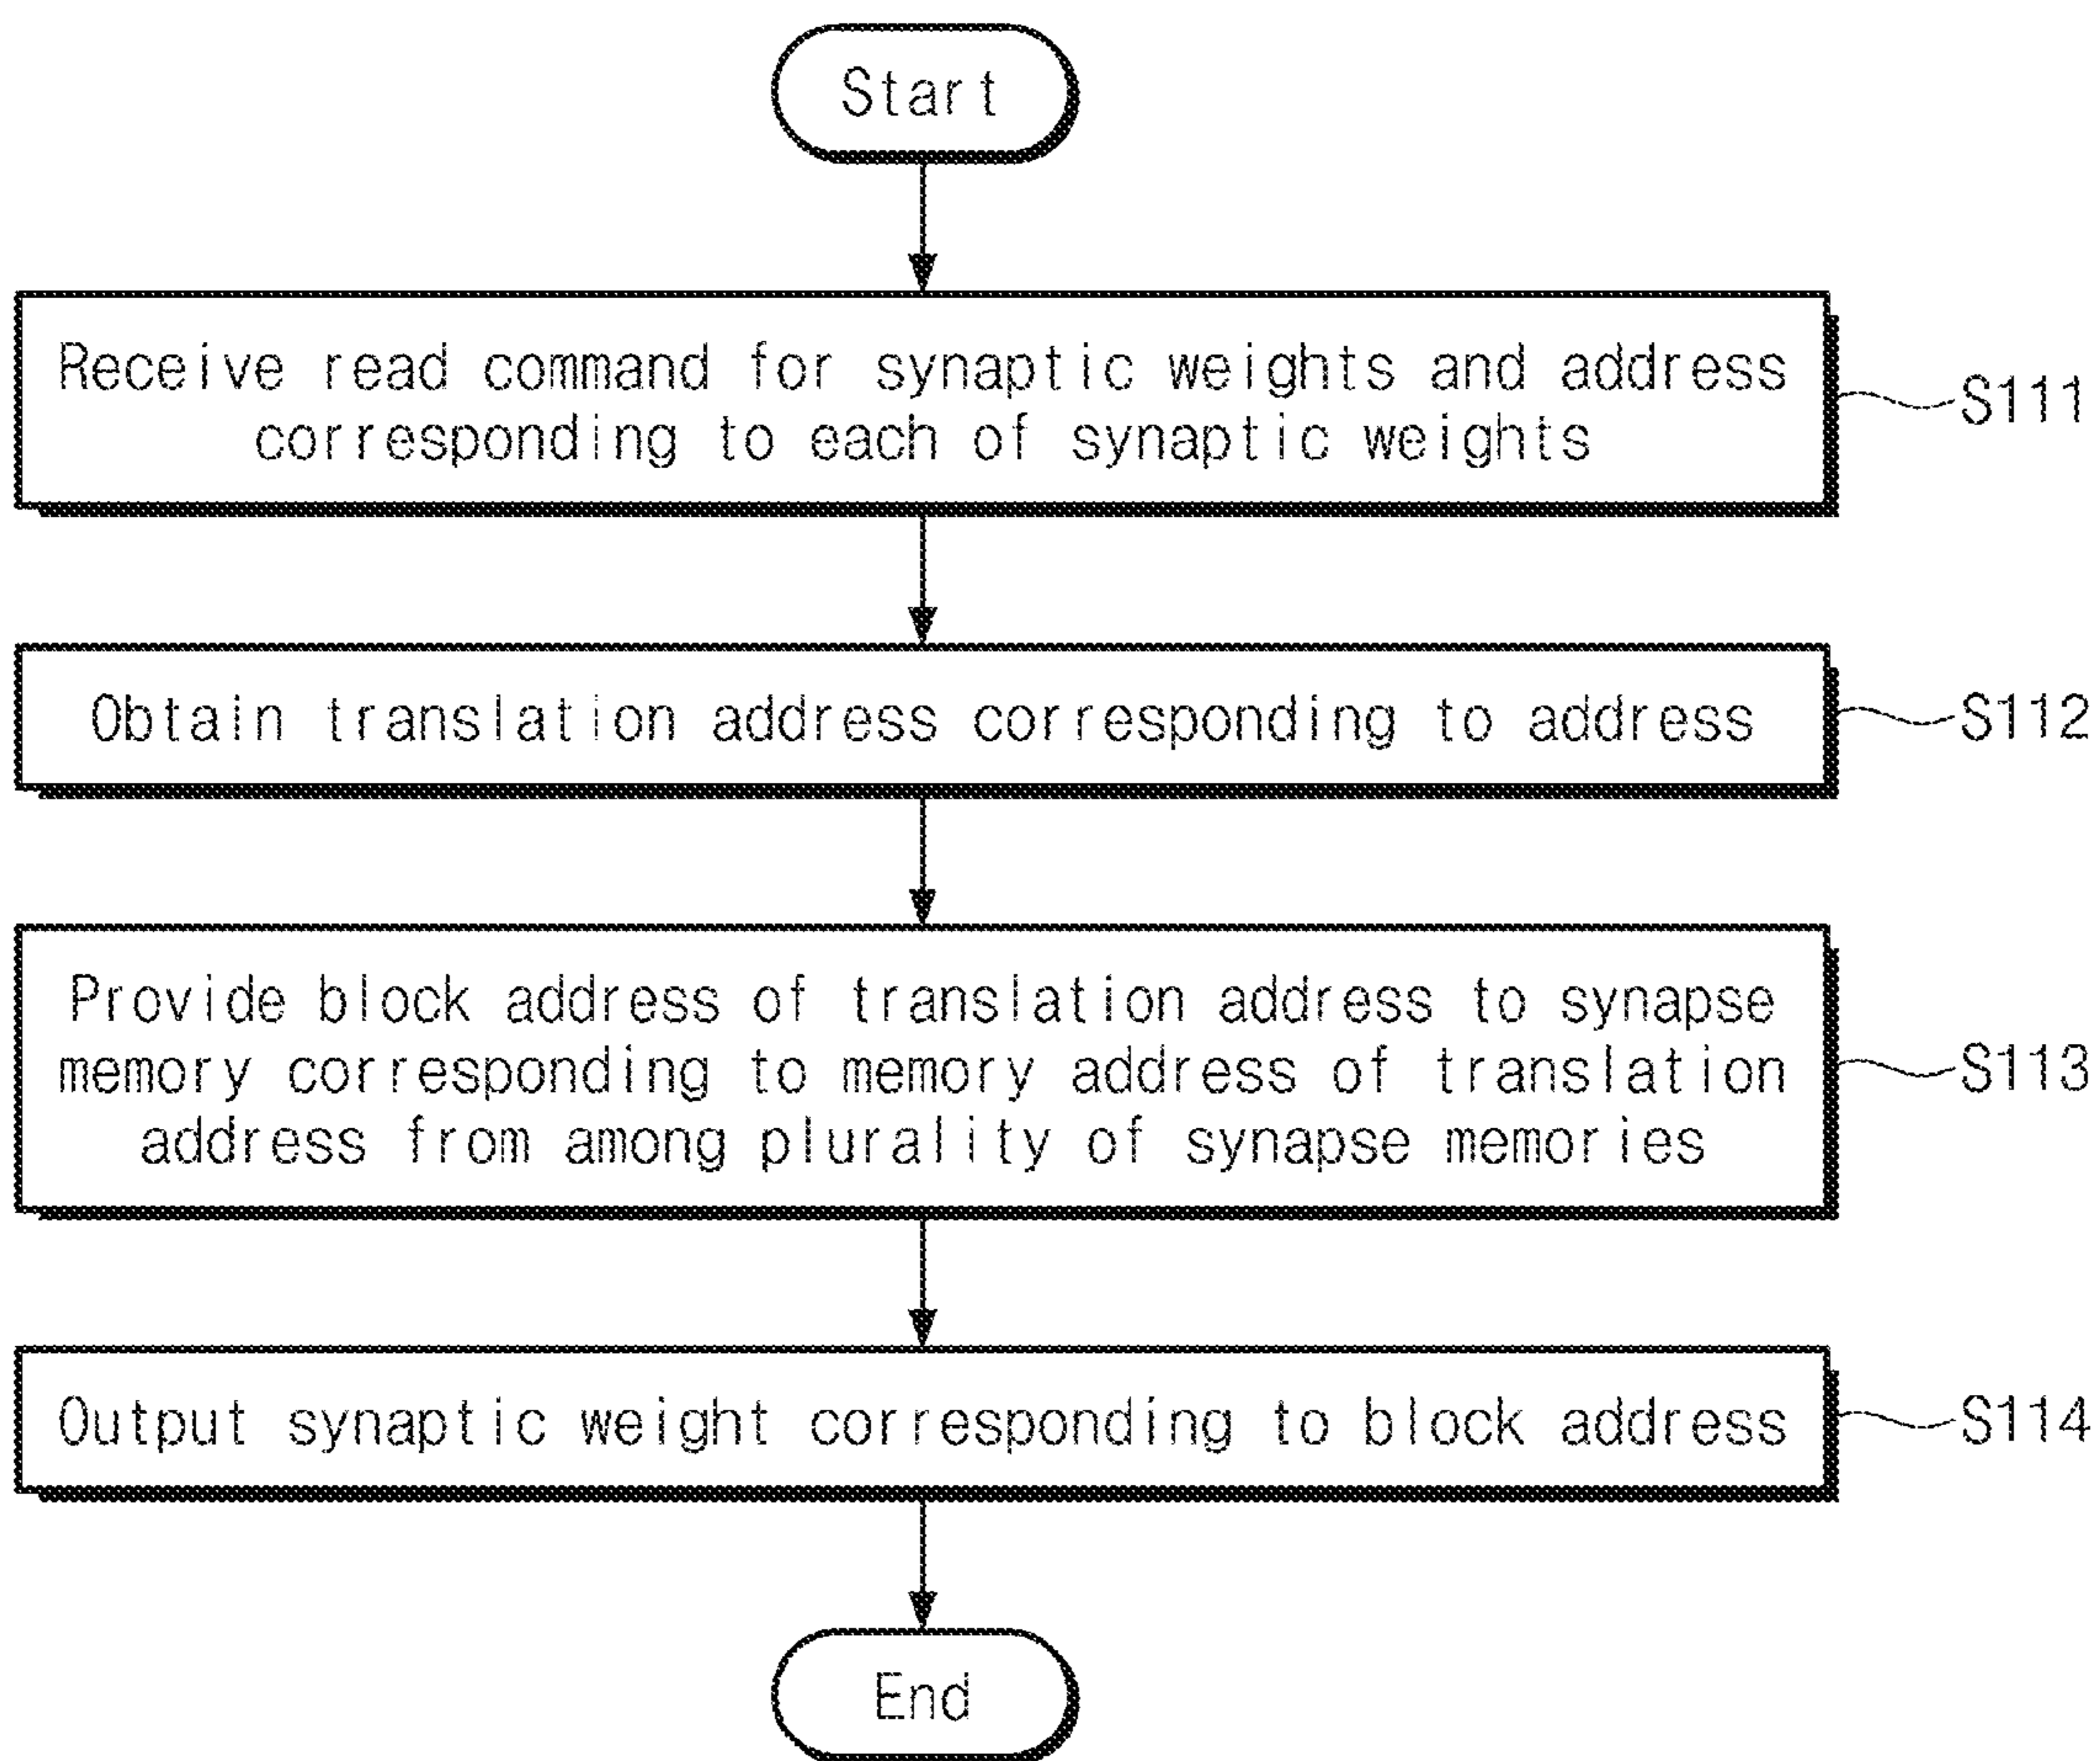 Start
Receive read command for synaptic weights and address
corresponding to each of synaptic weights
S111
Obtain translation address corresponding to address
S112
Provide block address of translation address to synapse
memory corresponding to memory address of translation
address from among plurality of synapse memories
S113
Output synaptic weight corresponding to block address
S114
End